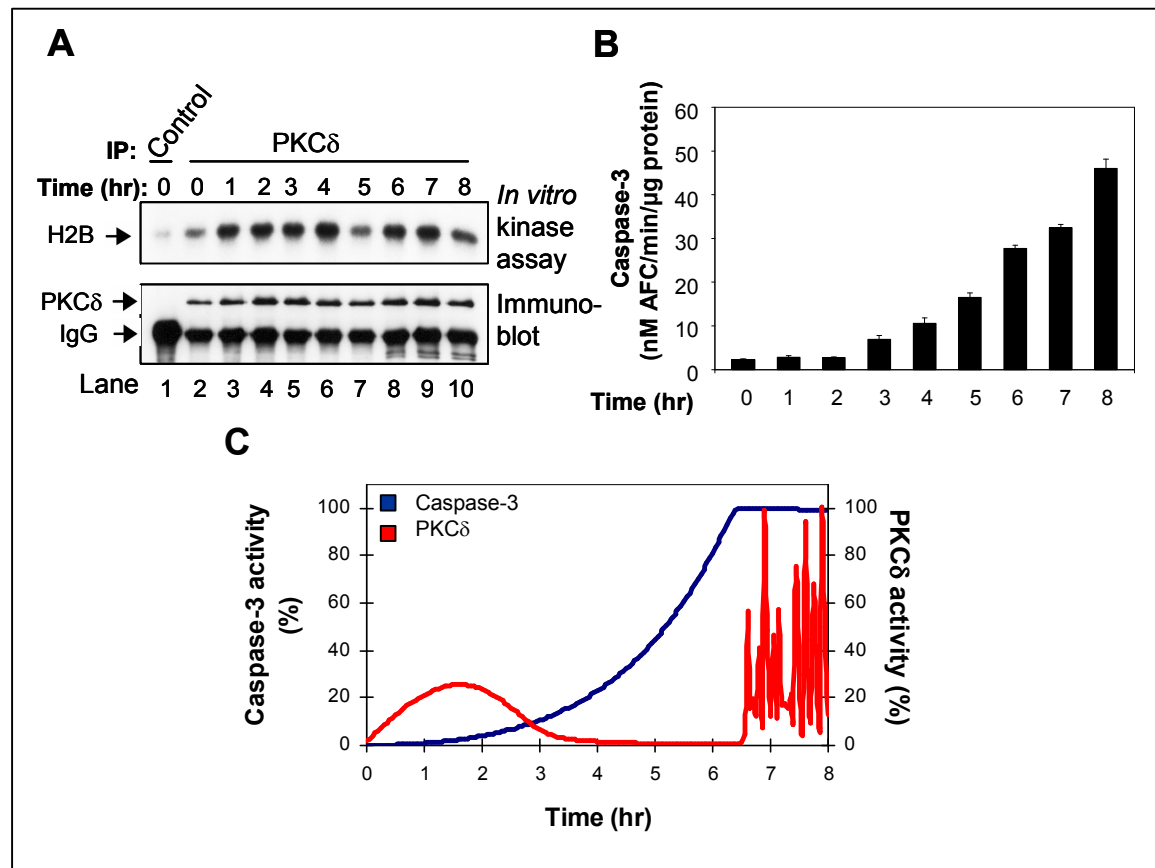 A
Control
IP:
PKCδ
Time (hr): 0 0 1 2 3 4 5 6 7 8
H2B
In vitro
kinase
assay
PKCδ
IgG
Immuno-
blot
Lane 1 2 3 4 5 6 7 8 9 10
B
Caspase-3
(nM AFC/min/μg protein)
60
50
40
30
20
10
0
Time (hr) 0 1 2 3 4 5 6 7 8
C
Caspase-3
PKCδ
Caspase-3 activity
(%)
100
80
60
40
20
0
100
80
60
40
20
0
PKCδ activity (%)
0 1 2 3 4 5 6 7 8
Time (hr)